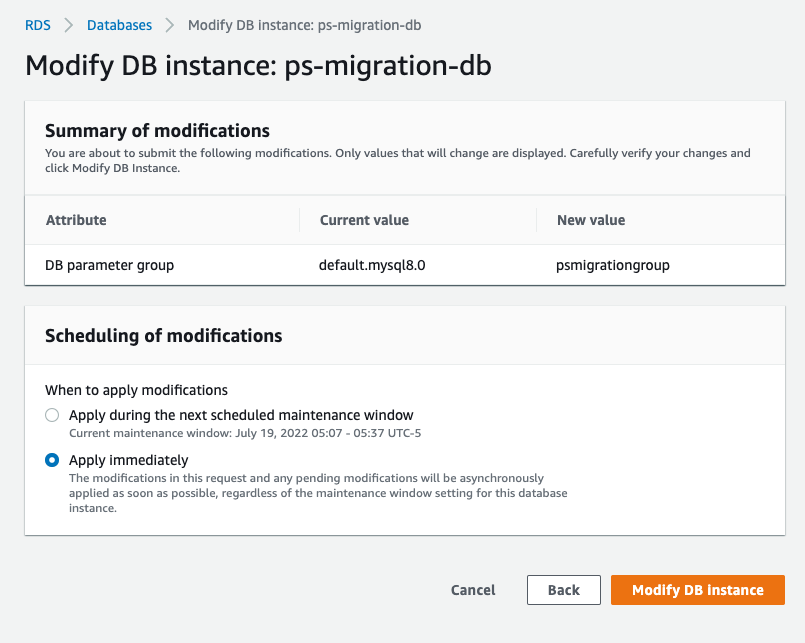 RDS > Databases > Modify DB instance: ps-migration-db
Modify DB instance: ps-migration-db
Summary of modifications
You are about to submit the following modifications. Only values that will change are displayed. Carefully verify your changes and
click Modify DB Instance.
Attribute Current value New value
DB parameter group default.mysql8.0 psmigrationgroup
Scheduling of modifications
When to apply modifications
Apply during the next scheduled maintenance window
Current maintenance window: July 19, 2022 05:07 - 05:37 UTC-5
Apply immediately
The modifications in this request and any pending modifications will be asynchronously
applied as soon as possible, regardless of the maintenance window setting for this database
instance.
Cancel Back Modify DB instance